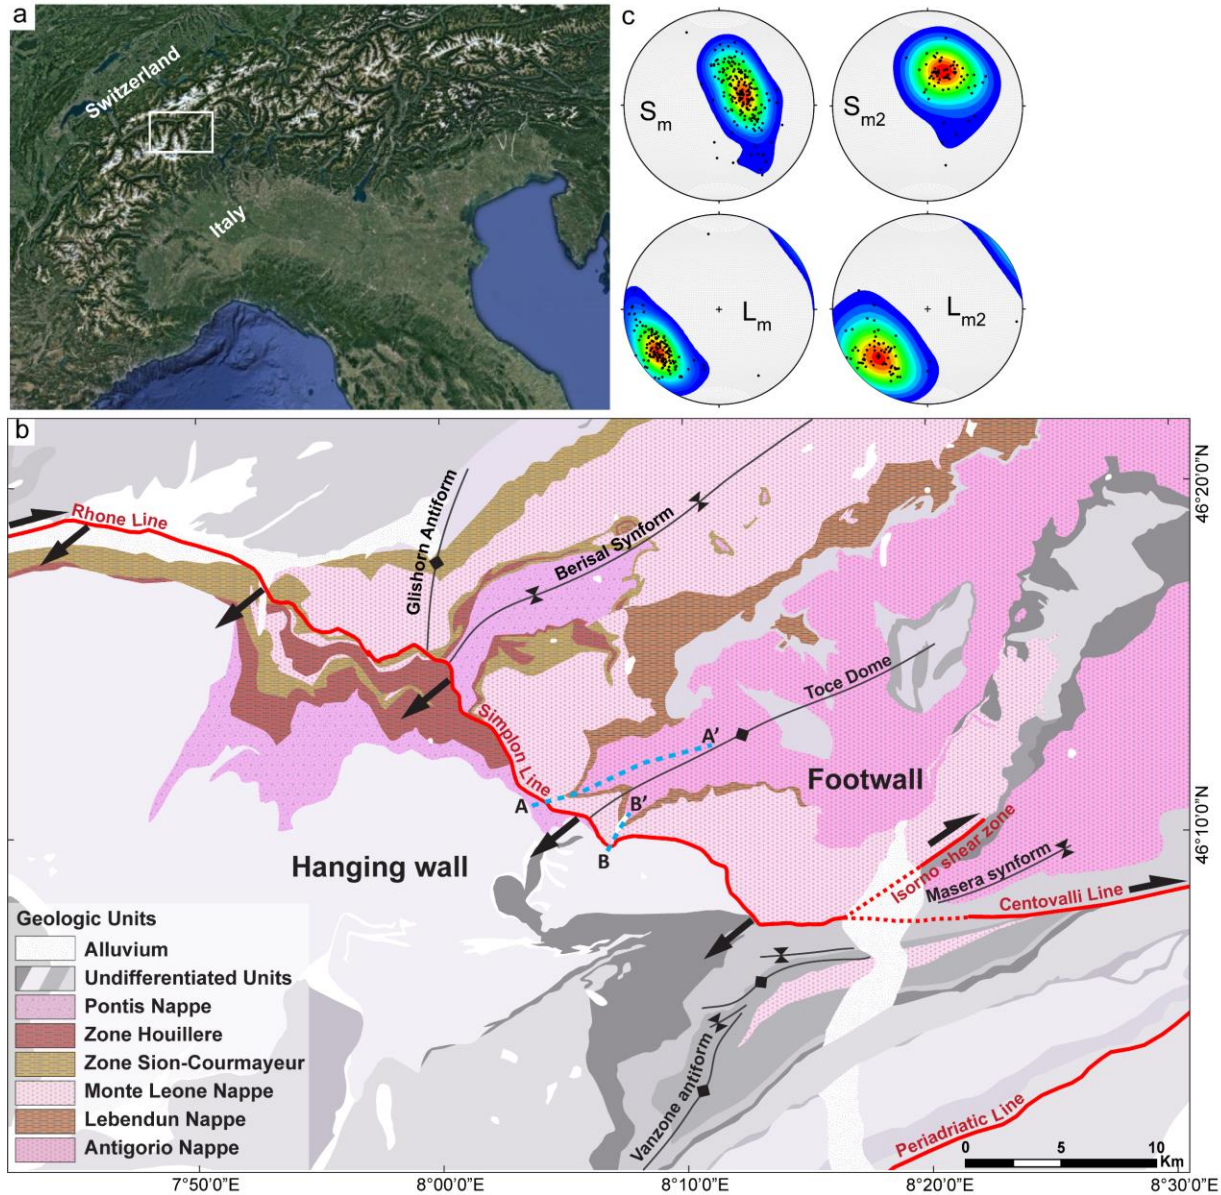 a
Switzerland
Italy
c
Sm
Sm2
Lm
Lm2
b
Rhone Line
Glishorn Antiform
Berisal Synform
Toce Dome
Simplon Line
A
A'
B'
B
Footwall
Hanging wall
Isorno shear zone
Masera synform
Centovalli Line
Vanzone antiform
Periadriatic Line
Geologic Units
Alluvium
Undifferentiated Units
Pontis Nappe
Zone Houillere
Zone Sion-Courmayeur
Monte Leone Nappe
Lebendun Nappe
Antigorio Nappe
0 5 10
Km
46°20'0"N
46°10'0"N
7°50'0"E 8°00'0"E 8°10'0"E 8°20'0"E 8°30'0"E